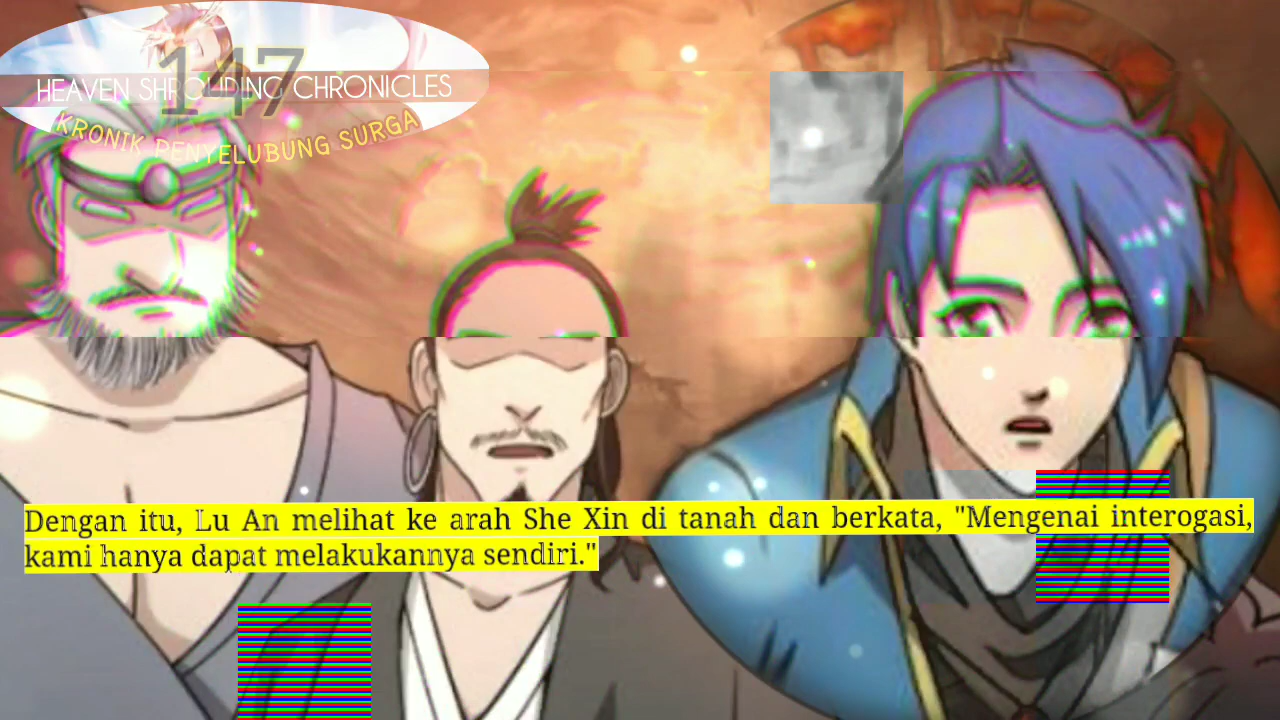 147
HEAVEN SHROUDING CHRONICLES
KRONIK PENYELUBUNG SURGA
Dengan itu, Lu An melihat ke arah She Xin di tanah dan berkata, "Mengenai interogasi,
kami hanya dapat melakukannya sendiri."